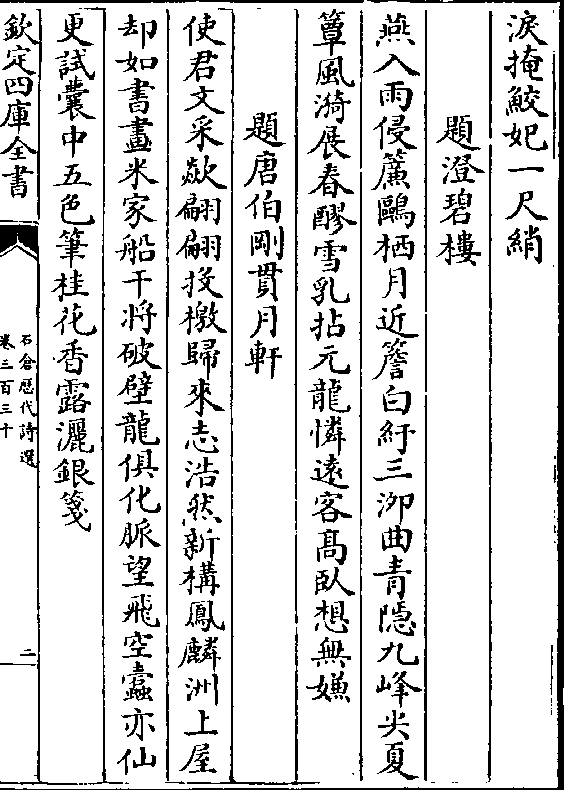 淚掩鮫妃一尺綃
題澄碧樓
燕入雨侵簾鷗栖月近簷白紵三泖曲青隠九峰尖夏
簟風漪展春醪雪乳拈元龍憐遠客髙臥想無嫌
題唐伯剛貫月軒
使君文采歘翩翩投檄歸來志浩然新構鳳麟洲上屋
却如書畫米家船干將破壁龍俱化脈望飛空蠧亦仙
更試囊中五色筆桂花香露灑銀箋
欽定四庫全書
石倉歷代詩選
卷三百三十
二